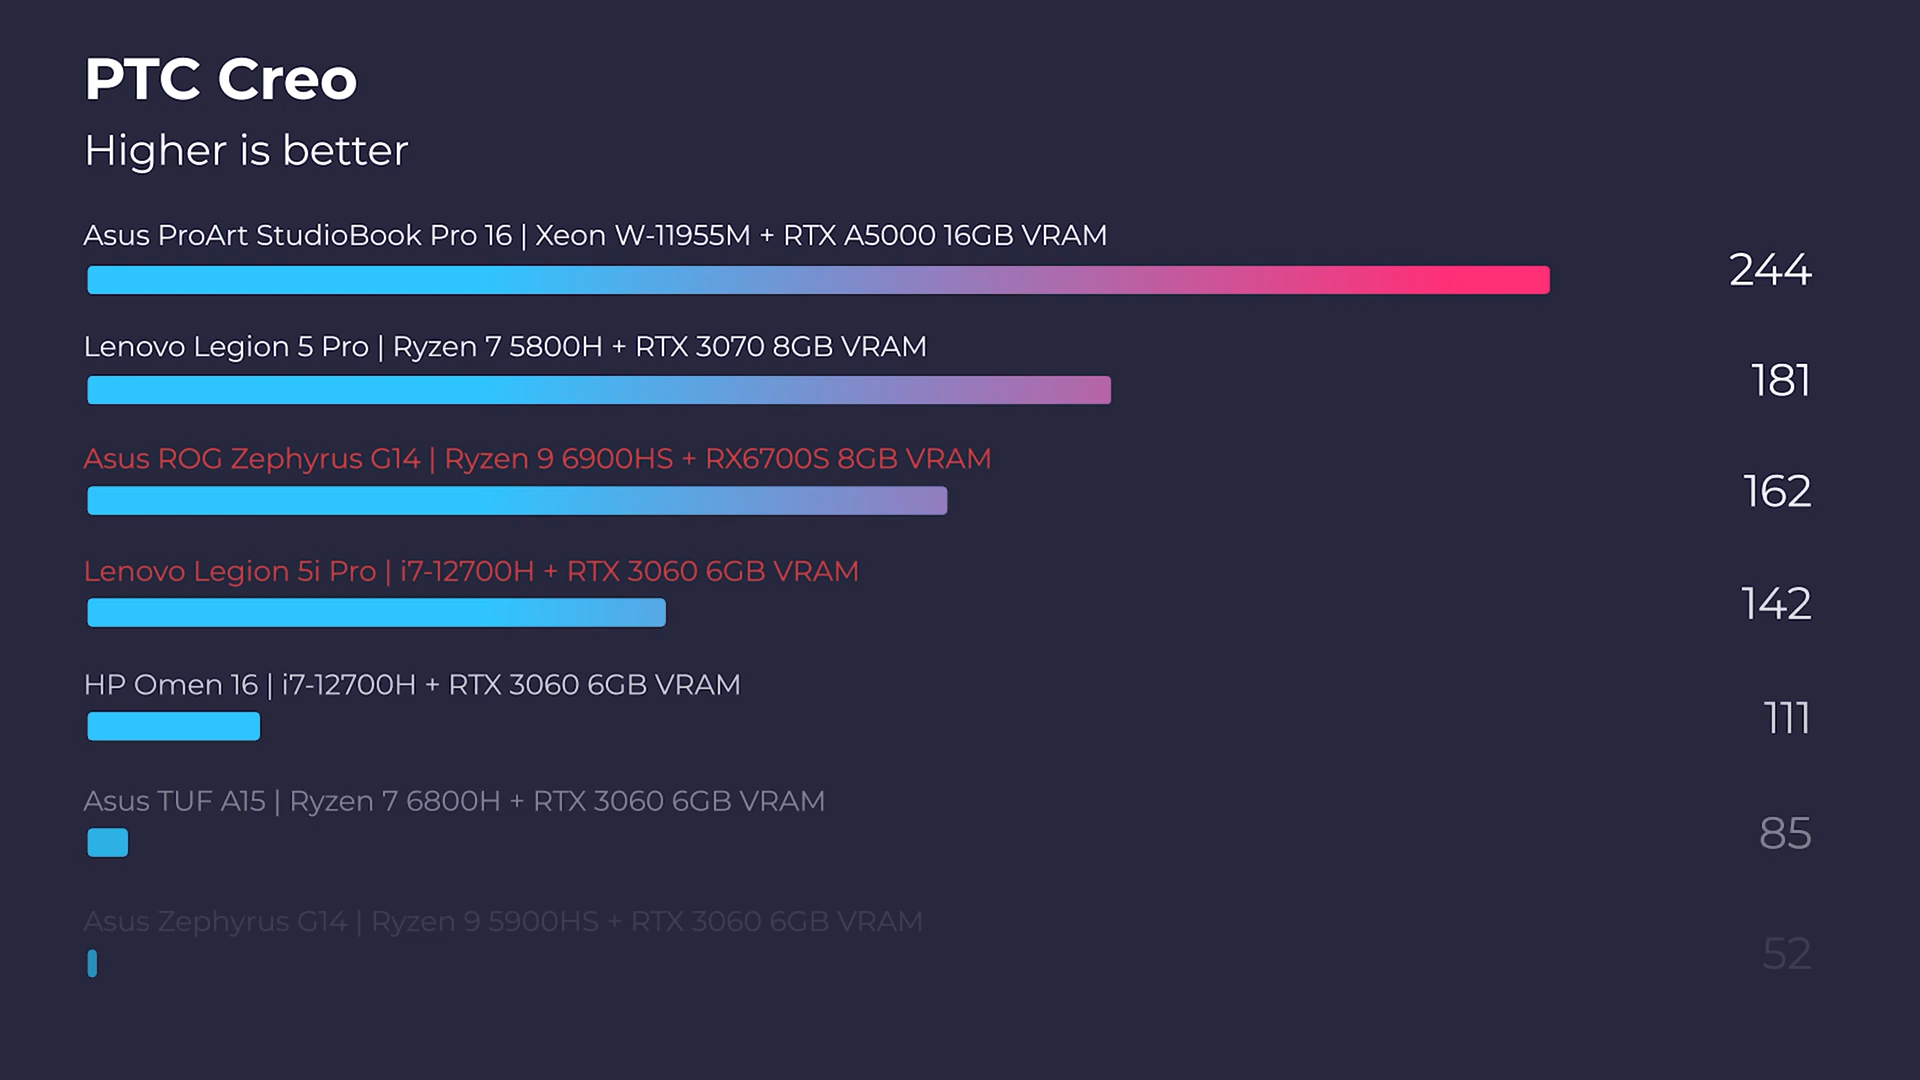 PTC Creo
Higher is better
Asus ProArt StudioBook Pro 16 | Xeon W-11955M + RTX A5000 16GB VRAM
244
Lenovo Legion 5 Pro | Ryzen 7 5800H + RTX 3070 8GB VRAM
181
Asus ROG Zephyrus G14 | Ryzen 9 6900HS + RX6700S 8GB VRAM
162
Lenovo Legion 5i Pro | i7-12700H + RTX 3060 6GB VRAM
142
HP Omen 16 | i7-12700H + RTX 3060 6GB VRAM
111
Asus TUF A15 | Ryzen 7 6800H + RTX 3060 6GB VRAM
85
Asus Zephyrus G14 | Ryzen 9 5900HS + RTX 3060 6GB VRAM
52